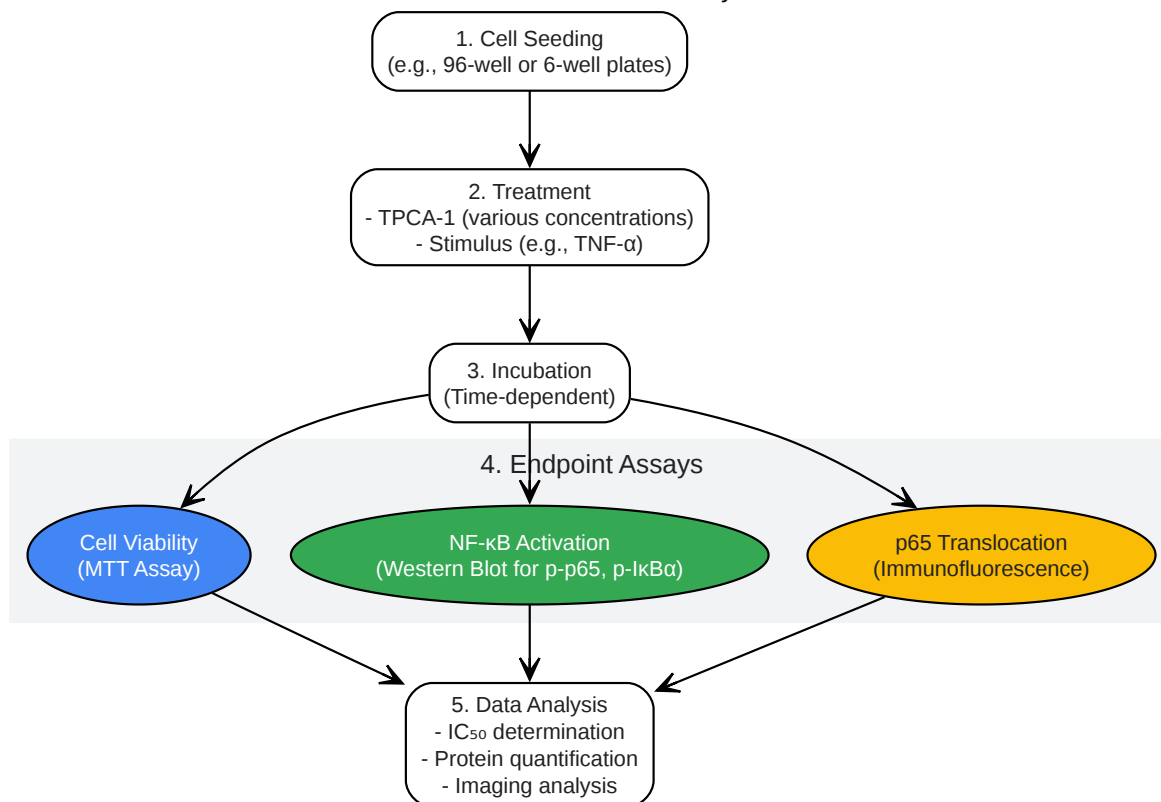 1. Cell Seeding
(e.g., 96-well or 6-well plates)
2. Treatment
- TPCA-1 (various concentrations)
- Stimulus (e.g., TNF-α)
3. Incubation
(Time-dependent)
4. Endpoint Assays
Cell Viability
(MTT Assay)
NF-κB Activation
(Western Blot for p-p65, p-IκBα)
p65 Translocation
(Immunofluorescence)
5. Data Analysis
- IC₅₀ determination
- Protein quantification
- Imaging analysis